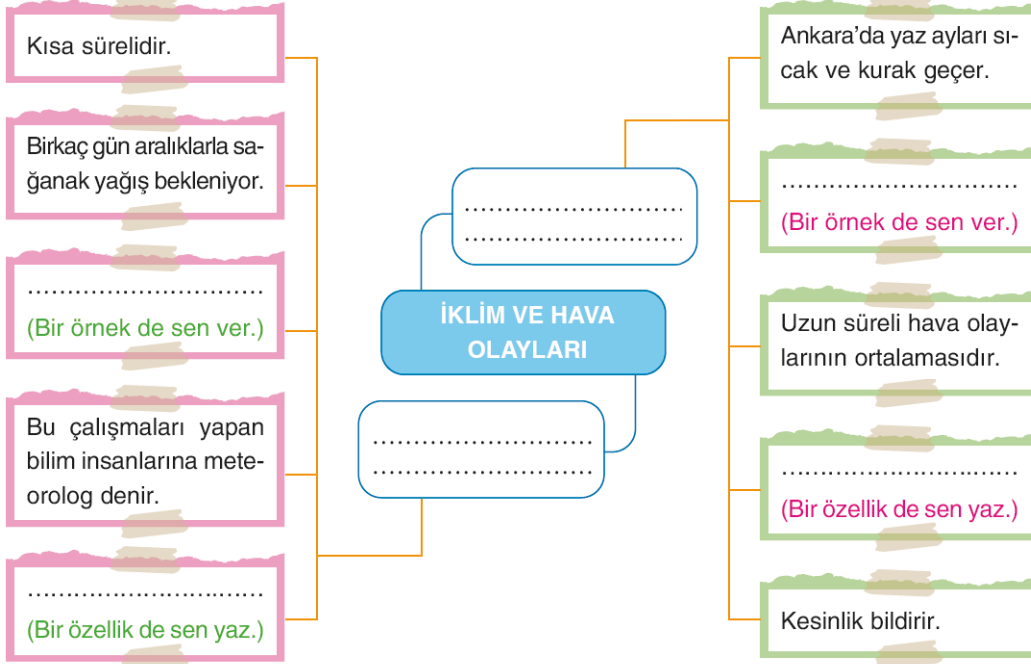 Kısa sürelidir.
Birkaç gün aralıklarla sa-
ğanak yağış bekleniyor.
..............................
(Bir örnek de sen ver.)
Bu çalışmaları yapan
bilim insanlarına mete-
orolog denir.
..............................
(Bir özellik de sen yaz.)
..............................
..............................
İKLİM VE HAVA
OLAYLARI
..............................
..............................
Ankara’da yaz ayları sı-
cak ve kurak geçer.
..............................
(Bir örnek de sen ver.)
Uzun süreli hava olay-
larının ortalamasıdır.
..............................
(Bir özellik de sen yaz.)
Kesinlik bildirir.